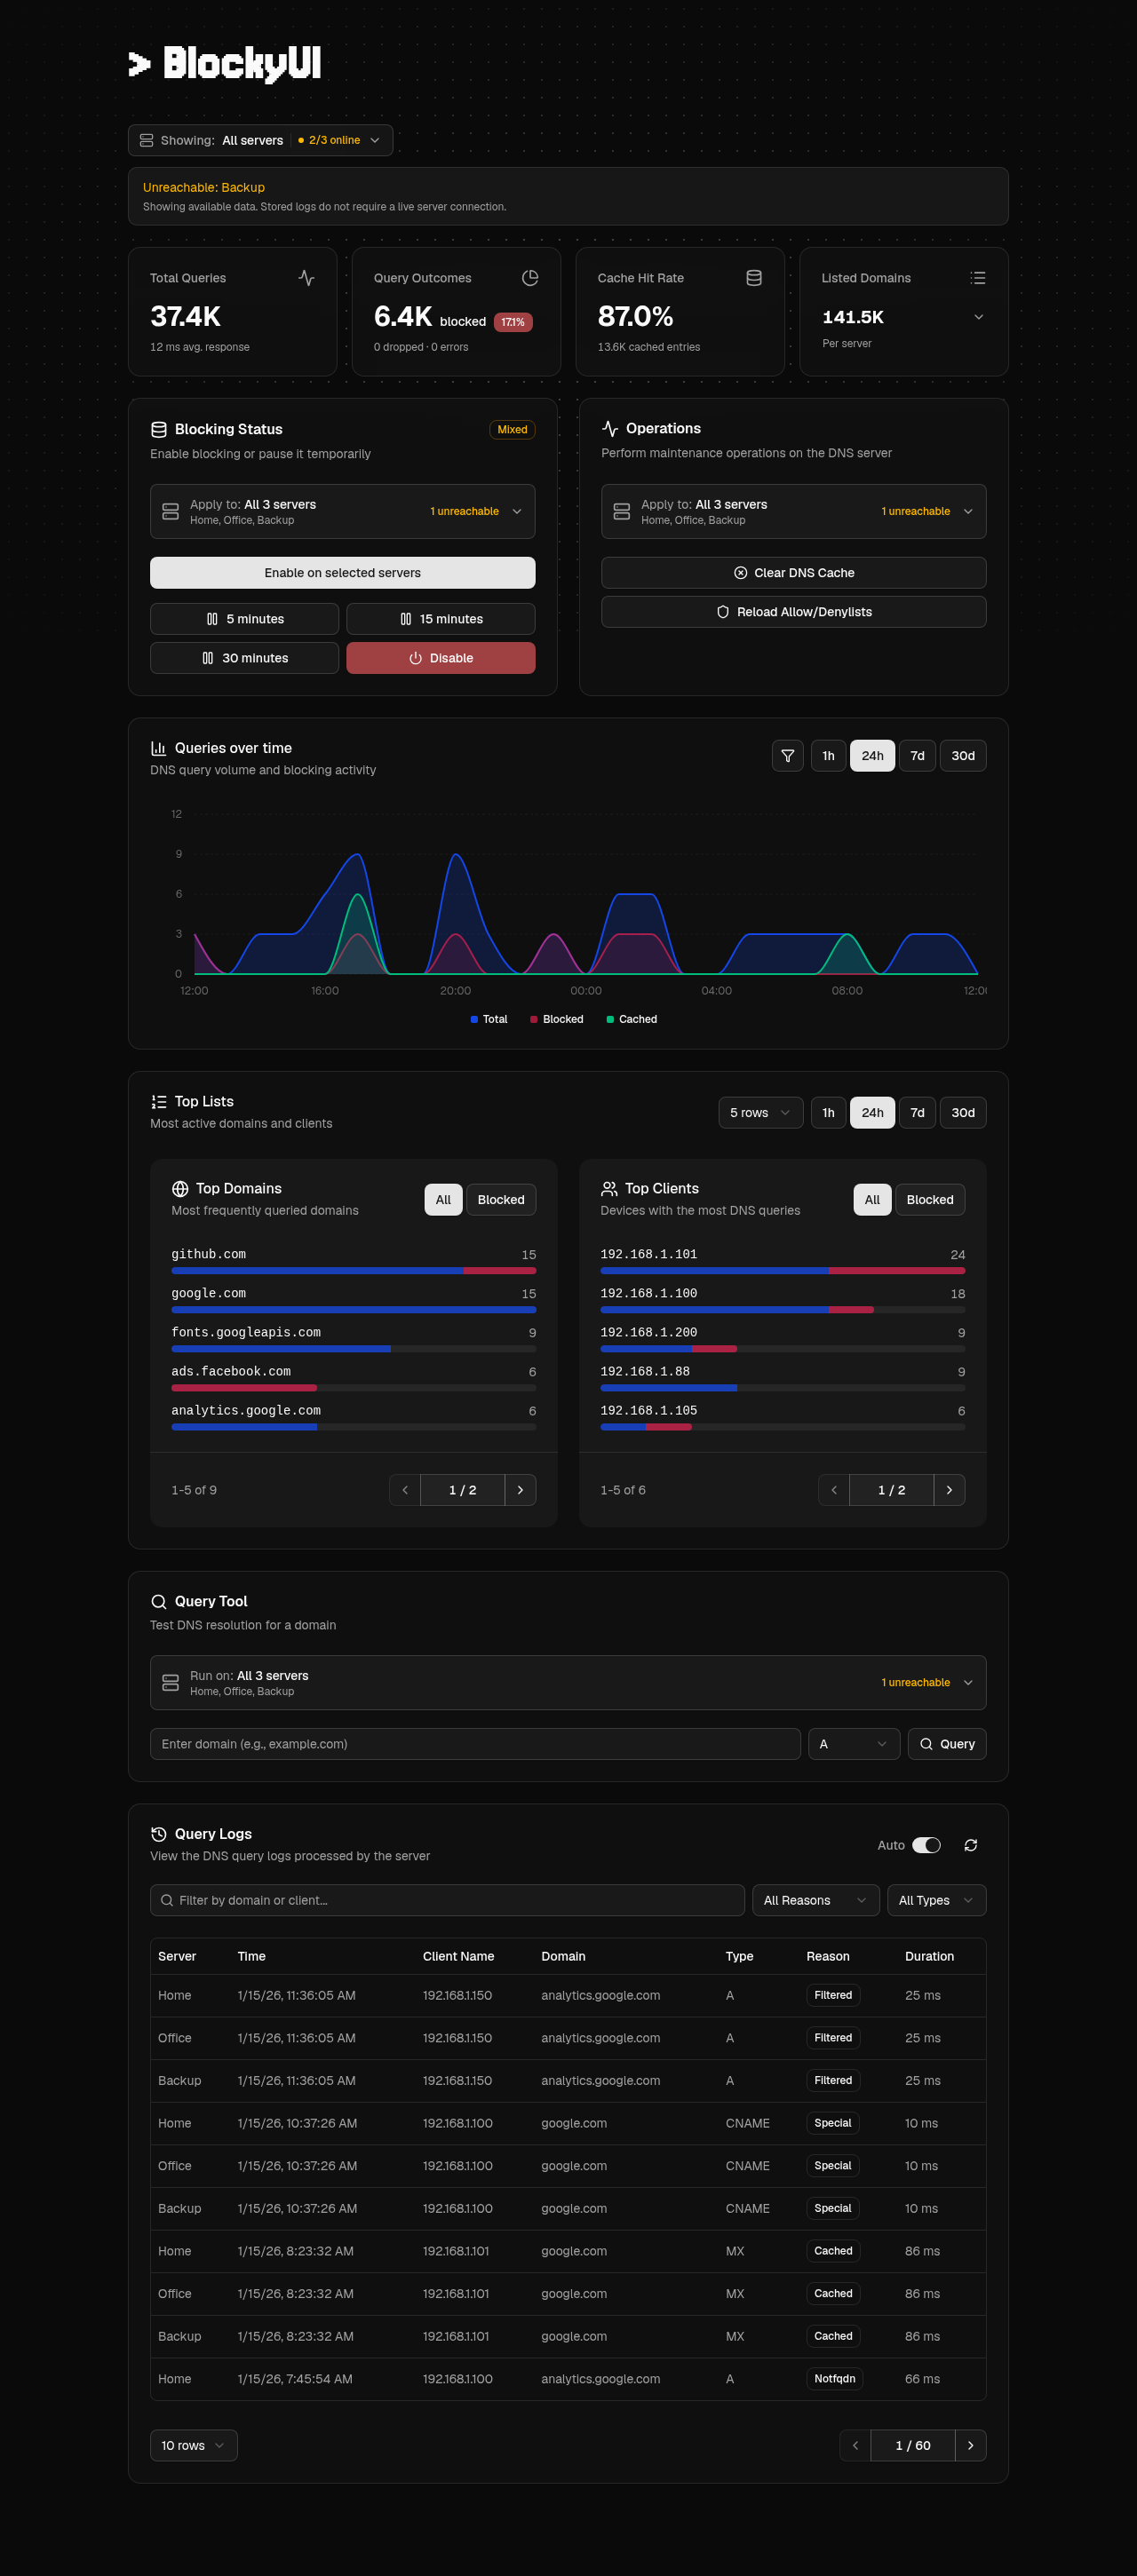 > BlockyUI
Showing: All servers 2/3 online
Unreachable: Backup
Showing available data. Stored logs do not require a live server connection.
Total Queries
37.4K
12 ms avg. response
Query Outcomes
6.4K blocked 17.1%
0 dropped · 0 errors
Cache Hit Rate
87.0%
13.6K cached entries
Listed Domains
141.5K
Per server
Blocking Status Mixed
Enable blocking or pause it temporarily
Apply to: All 3 servers 1 unreachable
Home, Office, Backup
Enable on selected servers
5 minutes 15 minutes
30 minutes Disable
Operations
Perform maintenance operations on the DNS server
Apply to: All 3 servers 1 unreachable
Home, Office, Backup
Clear DNS Cache
Reload Allow/Denylists
Queries over time
DNS query volume and blocking activity
1h 24h 7d 30d
12
9
6
3
0
12:00 16:00 20:00 00:00 04:00 08:00 12:00
Total Blocked Cached
Top Lists
Most active domains and clients
5 rows 1h 24h 7d 30d
Top Domains
Most frequently queried domains
All Blocked
github.com 15
google.com 15
fonts.googleapis.com 9
ads.facebook.com 6
analytics.google.com 6
1-5 of 9 1 / 2
Top Clients
Devices with the most DNS queries
All Blocked
192.168.1.101 24
192.168.1.100 18
192.168.1.200 9
192.168.1.88 9
192.168.1.105 6
1-5 of 6 1 / 2
Query Tool
Test DNS resolution for a domain
Run on: All 3 servers 1 unreachable
Home, Office, Backup
Enter domain (e.g., example.com) A Query
Query Logs
View the DNS query logs processed by the server
Auto
Filter by domain or client... All Reasons All Types
Server Time Client Name Domain Type Reason Duration
Home 1/15/26, 11:36:05 AM 192.168.1.150 analytics.google.com A Filtered 25 ms
Office 1/15/26, 11:36:05 AM 192.168.1.150 analytics.google.com A Filtered 25 ms
Backup 1/15/26, 11:36:05 AM 192.168.1.150 analytics.google.com A Filtered 25 ms
Home 1/15/26, 10:37:26 AM 192.168.1.100 google.com CNAME Special 10 ms
Office 1/15/26, 10:37:26 AM 192.168.1.100 google.com CNAME Special 10 ms
Backup 1/15/26, 10:37:26 AM 192.168.1.100 google.com CNAME Special 10 ms
Home 1/15/26, 8:23:32 AM 192.168.1.101 google.com MX Cached 86 ms
Office 1/15/26, 8:23:32 AM 192.168.1.101 google.com MX Cached 86 ms
Backup 1/15/26, 8:23:32 AM 192.168.1.101 google.com MX Cached 86 ms
Home 1/15/26, 7:45:54 AM 192.168.1.100 analytics.google.com A Notfqdn 66 ms
10 rows 1 / 60